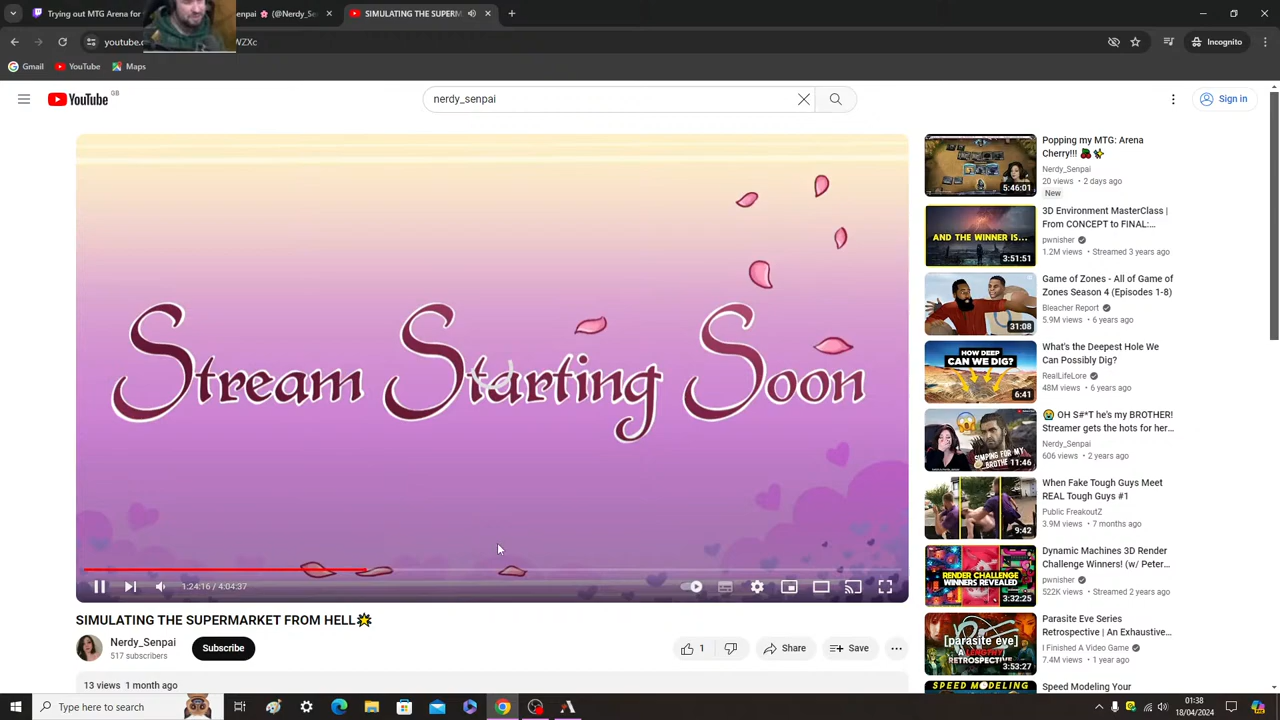 Trying out MTG Arena for
enpai 🌸 (@Nerdy_Sen
SIMULATING THE SUPERM
youtube.c
WZXc
Incognito
Gmail
YouTube
Maps
YouTube GB
nerdy_senpai
Sign in
Stream Starting Soon
1:24:16 / 4:04:37
SIMULATING THE SUPERMARKET FROM HELL
Nerdy_Senpai
517 subscribers
Subscribe
1
Share
Save
13 views 1 month ago
5:46:01
Popping my MTG: Arena
Cherry!!! 🍒 ✨
Nerdy_Senpai
20 views • 2 days ago
New
AND THE WINNER IS...
3:51:51
3D Environment MasterClass |
From CONCEPT to FINAL:...
pwnisher
1.2M views • Streamed 3 years ago
31:08
Game of Zones - All of Game of
Zones Season 4 (Episodes 1-8)
Bleacher Report
5.9M views • 6 years ago
HOW DEEP
CAN WE DIG?
6:41
What's the Deepest Hole We
Can Possibly Dig?
RealLifeLore
48M views • 6 years ago
SIMPING FOR MY
BROTHE
11:46
😭 OH S#*T he's my BROTHER!
Streamer gets the hots for her...
Nerdy_Senpai
606 views • 2 years ago
9:42
When Fake Tough Guys Meet
REAL Tough Guys #1
Public FreakoutZ
3.9M views • 7 months ago
RENDER CHALLENGE
WINNERS REVEALED
3:32:25
Dynamic Machines 3D Render
Challenge Winners! (w/ Peter...
pwnisher
522K views • Streamed 2 years ago
[parasite eve]
A LENGTHY
RETROSPECTIVE
3:53:27
Parasite Eve Series
Retrospective | An Exhaustive...
I Finished A Video Game
7.4M views • 1 year ago
SPEED MODELING
Speed Modeling Your
Type here to search
01:38
18/04/2024